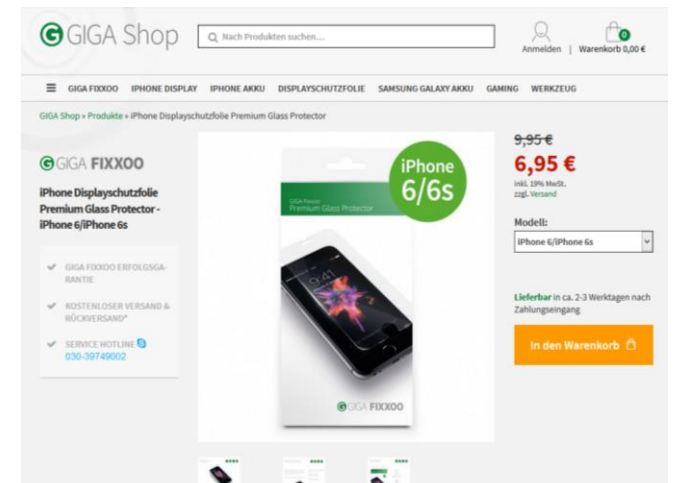 GIGA Shop
Nach Produkten suchen...
Anmelden | Warenkorb 0,00 €
0
GIGA FIXXOO IPHONE DISPLAY IPHONE AKKU DISPLAYSCHUTZFOLIE SAMSUNG GALAXY AKKU GAMING WERKZEUG
GIGA Shop » Produkte » iPhone Displayschutzfolie Premium Glass Protector
GIGA FIXXOO
iPhone Displayschutzfolie
Premium Glass Protector -
iPhone 6/iPhone 6s
GIGA FIXXOO ERFOLGSGA-
RANTIE
KOSTENLOSER VERSAND &
RÜCKVERSAND*
SERVICE HOTLINE
030-39749002
iPhone
6/6s
GIGA Fixxoo
Premium Glass Protector
9:41
GIGA FIXXOO
9,95 €
6,95 €
inkl. 19% MwSt.
zzgl. Versand
Modell:
iPhone 6/iPhone 6s
Lieferbar in ca. 2-3 Werktagen nach
Zahlungseingang
In den Warenkorb